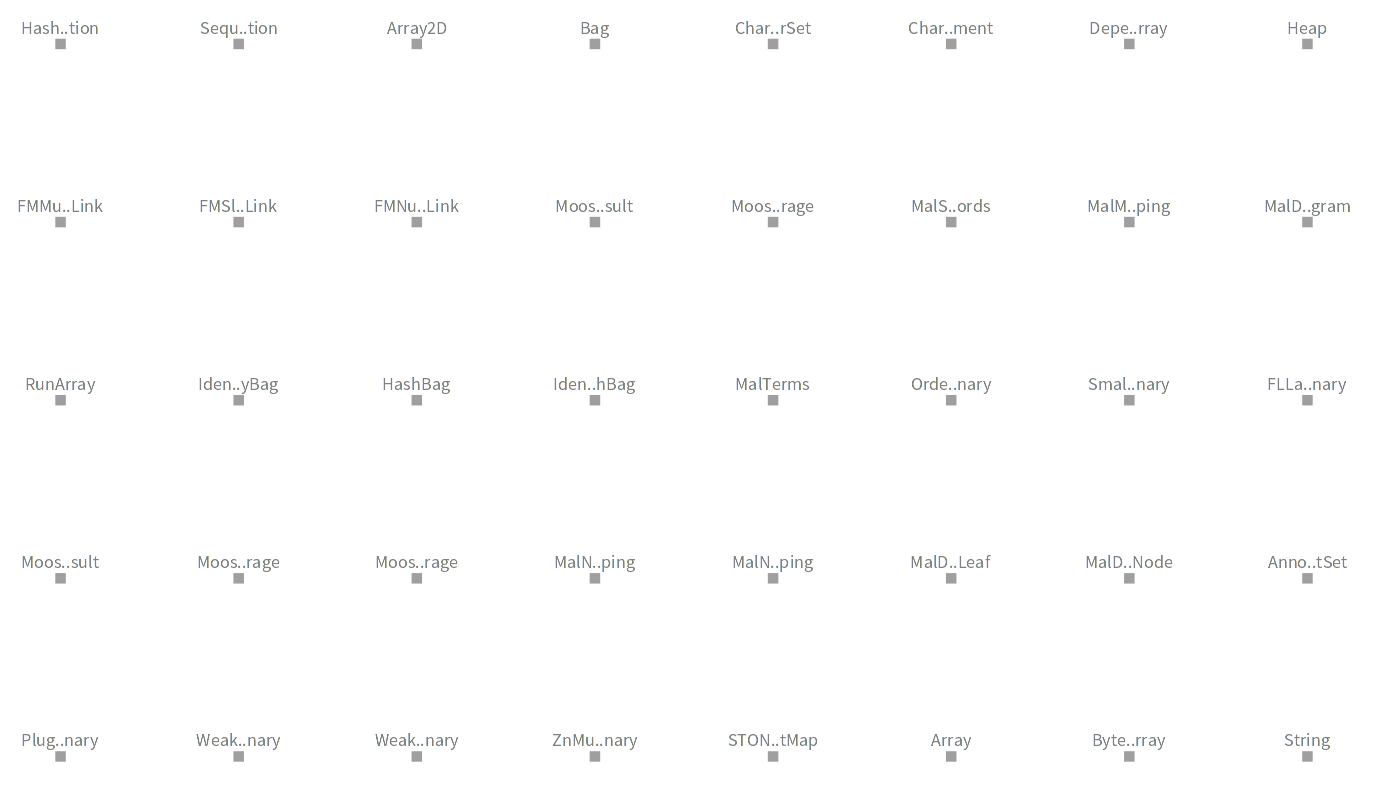 Hash..tion Sequ..tion Array2D Bag Char..rSet Char..ment Depe..rray Heap
FMMu..Link FMSl..Link FMNu..Link Moos..sult Moos..rage MalS..ords MalM..ping MalD..gram
RunArray Iden..yBag HashBag Iden..hBag MalTerms Orde..nary Smal..nary FLLa..nary
Moos..sult Moos..rage Moos..rage MalN..ping MalN..ping MalD..Leaf MalD..Node Anno..tSet
Plug..nary Weak..nary Weak..nary ZnMu..nary STON..tMap Array Byte..rray String